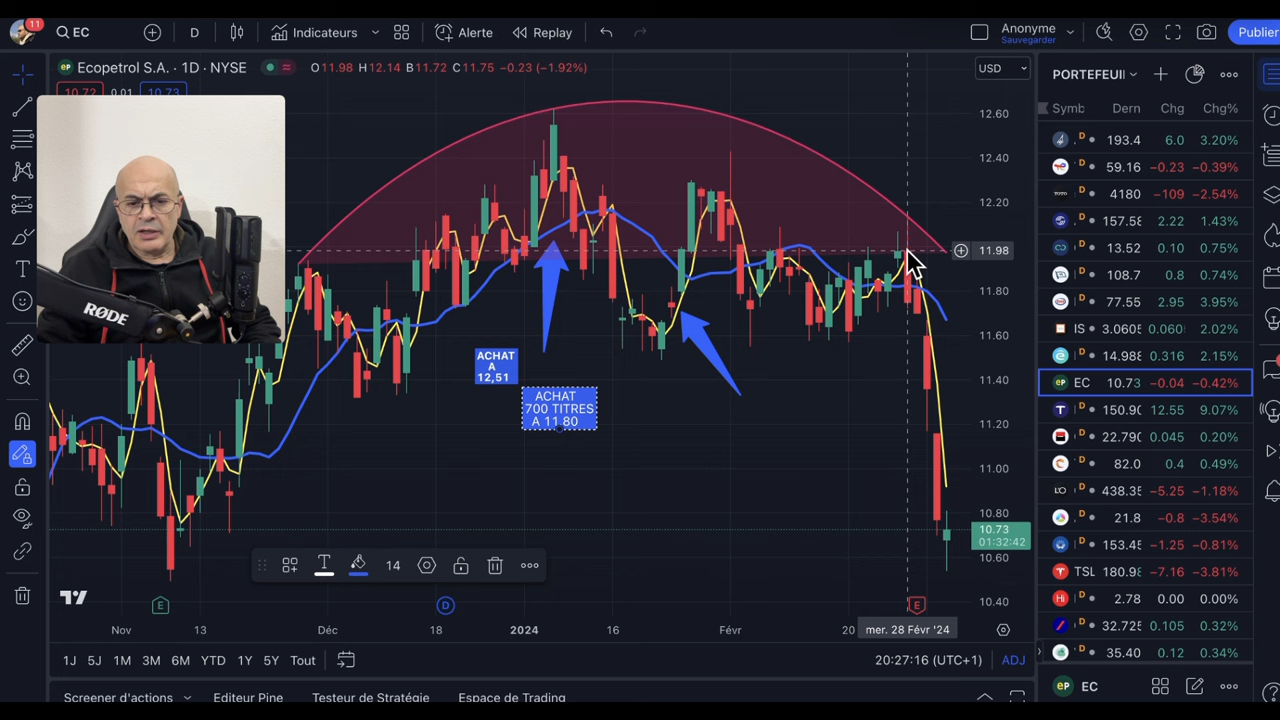 11
EC
D
Indicateurs
Alerte
Replay
Anonyme
Sauvegarder
Publier
Ecopetrol S.A. · 1D · NYSE
O11.98 H12.14 B11.72 C11.75 −0.23 (−1.92%)
USD
10.72 0.01 10.73
RØDE
ACHAT
A
12,51
ACHAT
700 TITRES
A 11.80
12.60
12.40
12.20
11.98
11.80
11.60
11.40
11.20
11.00
10.80
10.73
01:32:42
10.60
10.40
14
E
D
E
Nov 13 Déc 18 2024 16 Févr 20 mer. 28 Févr '24
1J 5J 1M 3M 6M YTD 1Y 5Y Tout
20:27:16 (UTC+1)
ADJ
Screener d'actions
Editeur Pine
Testeur de Stratégie
Espace de Trading
PORTEFEUI
Symb Dern Chg Chg%
D 193.4 6.0 3.20%
D 59.16 −0.23 −0.39%
D 4180 −109 −2.54%
D 157.58 2.22 1.43%
D 13.52 0.10 0.75%
D 108.7 0.8 0.74%
D 77.55 2.95 3.95%
IS 3.0605 0.060 2.02%
D 14.988 0.316 2.15%
EC 10.73 −0.04 −0.42%
D 150.90 12.55 9.07%
D 22.790 0.045 0.20%
D 82.0 0.4 0.49%
438.35 −5.25 −1.18%
D 21.8 −0.8 −3.54%
D 153.45 −1.25 −0.81%
TSL 180.98 −7.16 −3.81%
D 2.78 0.00 0.00%
D 32.725 0.105 0.32%
D 35.40 0.12 0.34%
EC